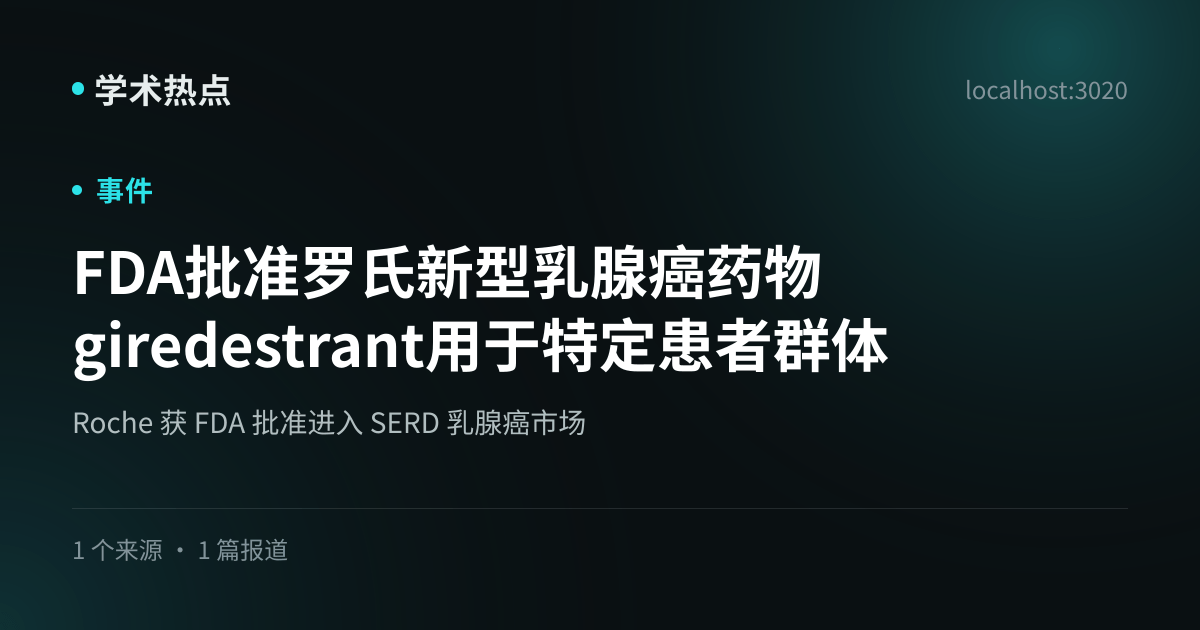 学术热点
localhost:3020
事件
FDA批准罗氏新型乳腺癌药物
giredestrant用于特定患者群体
Roche 获 FDA 批准进入 SERD 乳腺癌市场
1 个来源 · 1 篇报道